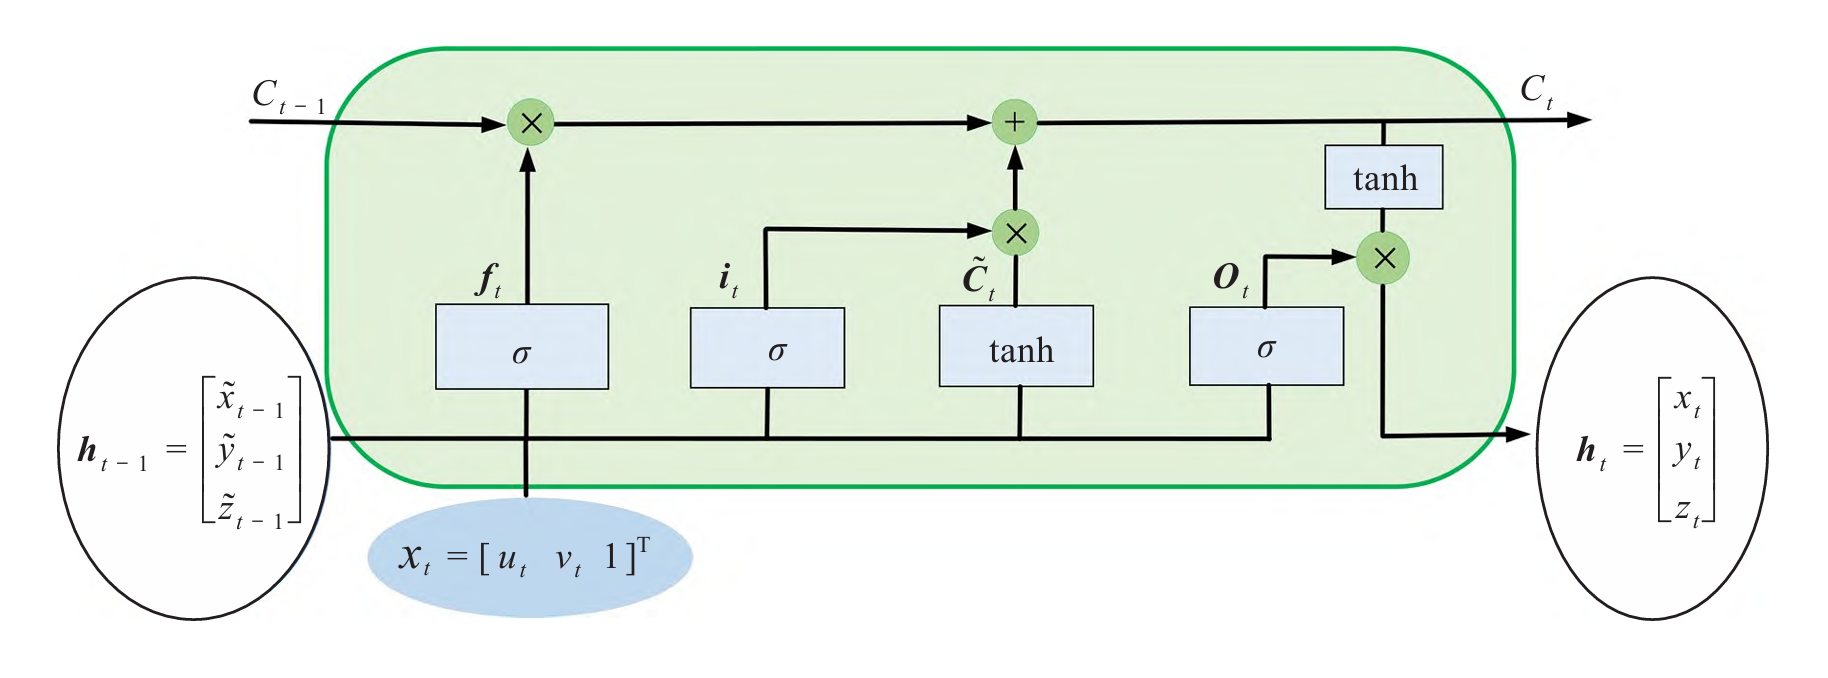 C_{t-1}
C_t
×
+
tanh
×
×
f_t
i_t
C̃_t
O_t
σ
σ
tanh
σ
h_{t-1} = [x̃_{t-1} ỹ_{t-1} z̃_{t-1}]
h_t = [x_t y_t z_t]
x_t = [u_t v_t 1]^T